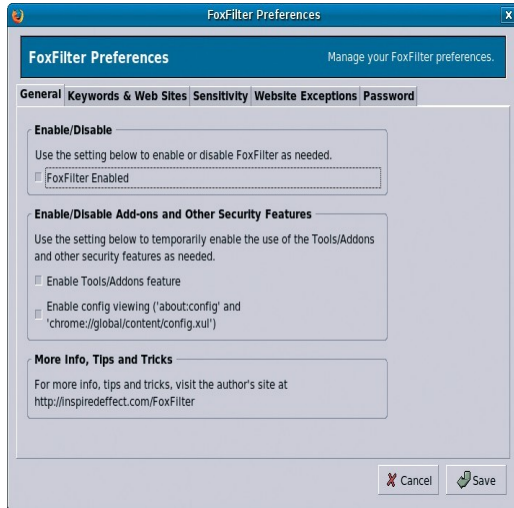 FoxFilter Preferences
X
FoxFilter Preferences
Manage your FoxFilter preferences.
General Keywords & Web Sites Sensitivity Website Exceptions Password
Enable/Disable
Use the setting below to enable or disable FoxFilter as needed.
FoxFilter Enabled
Enable/Disable Add-ons and Other Security Features
Use the setting below to temporarily enable the use of the Tools/Addons
and other security features as needed.
Enable Tools/Addons feature
Enable config viewing ('about:config' and
'chrome://global/content/config.xul')
More Info, Tips and Tricks
For more info, tips and tricks, visit the author's site at
http://inspiredeffect.com/FoxFilter
Cancel Save